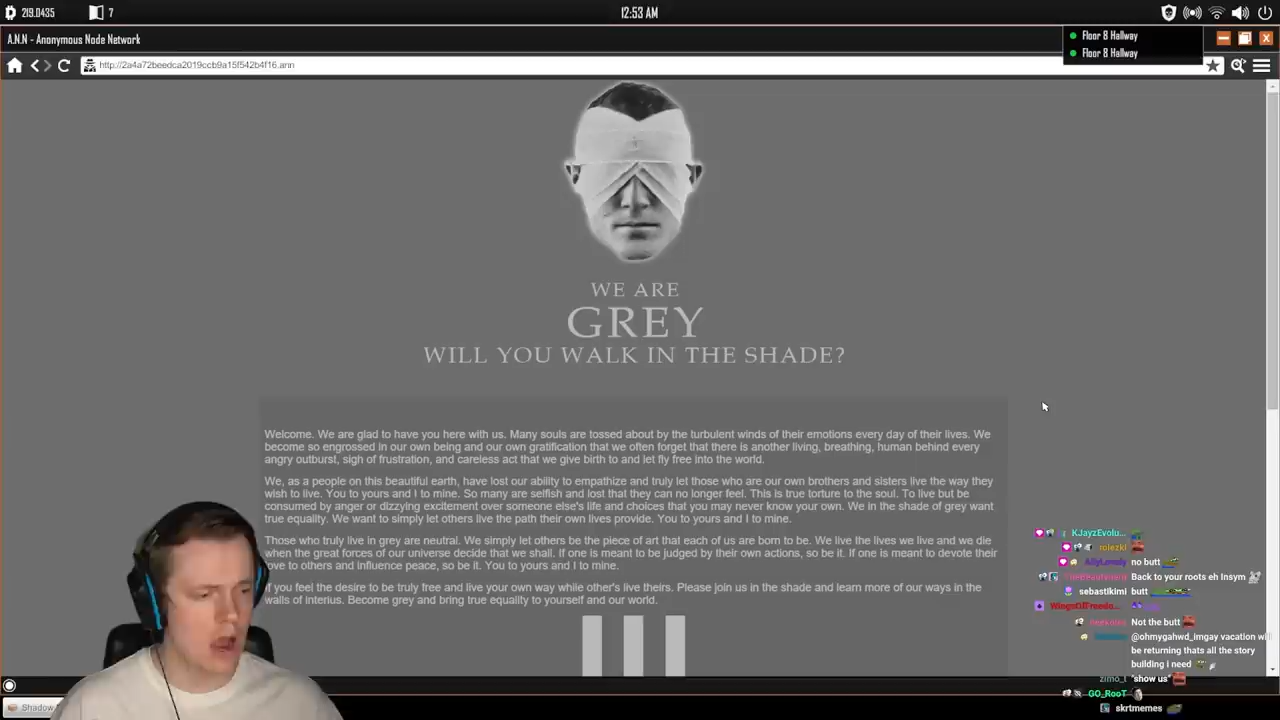 219.0435
7
12:53 AM
A.N.N - Anonymous Node Network
Floor 8 Hallway
Floor 8 Hallway
http://2a4a72beedca2019ccb9a15f542b4f16.ann
WE ARE
GREY
WILL YOU WALK IN THE SHADE?
Welcome. We are glad to have you here with us. Many souls are tossed about by the turbulent winds of their emotions every day of their lives. We
become so engrossed in our own being and our own gratification that we often forget that there is another living, breathing, human behind every
angry outburst, sigh of frustration, and careless act that we give birth to and let fly free into the world.
We, as a people on this beautiful earth, have lost our ability to empathize and truly let those who are our own brothers and sisters live the way they
wish to live. You to yours and I to mine. So many are selfish and lost that they can no longer feel. This is true torture to the soul. To live but be
consumed by anger or dizzying excitement over someone else's life and choices that you may never know your own. We in the shade of grey want
true equality. We want to simply let others live the path their own lives provide. You to yours and I to mine.
Those who truly live in grey are neutral. We simply let others be the piece of art that each of us are born to be. We live the lives we live and we die
when the great forces of our universe decide that we shall. If one is meant to be judged by their own actions, so be it. If one is meant to devote their
love to others and influence peace, so be it. You to yours and I to mine.
If you feel the desire to be truly free and live your own way while other's live theirs. Please join us in the shade and learn more of our ways in the
walls of interius. Become grey and bring true equality to yourself and our world.
KJayzEvolu...
rolezkl
AllyLovely
no butt
Back to your roots eh Insym
sebastikimi butt
WingsOfFreedo...
Not the butt
@ohmygahwd_imgay vacation will
be returning thats all the story
building i need
zimo_t *show us*
GO_RooT
skrtmemes
Shadow